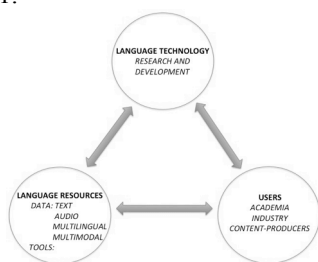 LANGUAGE TECHNOLOGY
RESEARCH AND
DEVELOPMENT
LANGUAGE RESOURCES
DATA: TEXT
AUDIO
MULTILINGUAL
MULTIMODAL
TOOLS:
USERS
ACADEMIA
INDUSTRY
CONTENT-PRODUCERS